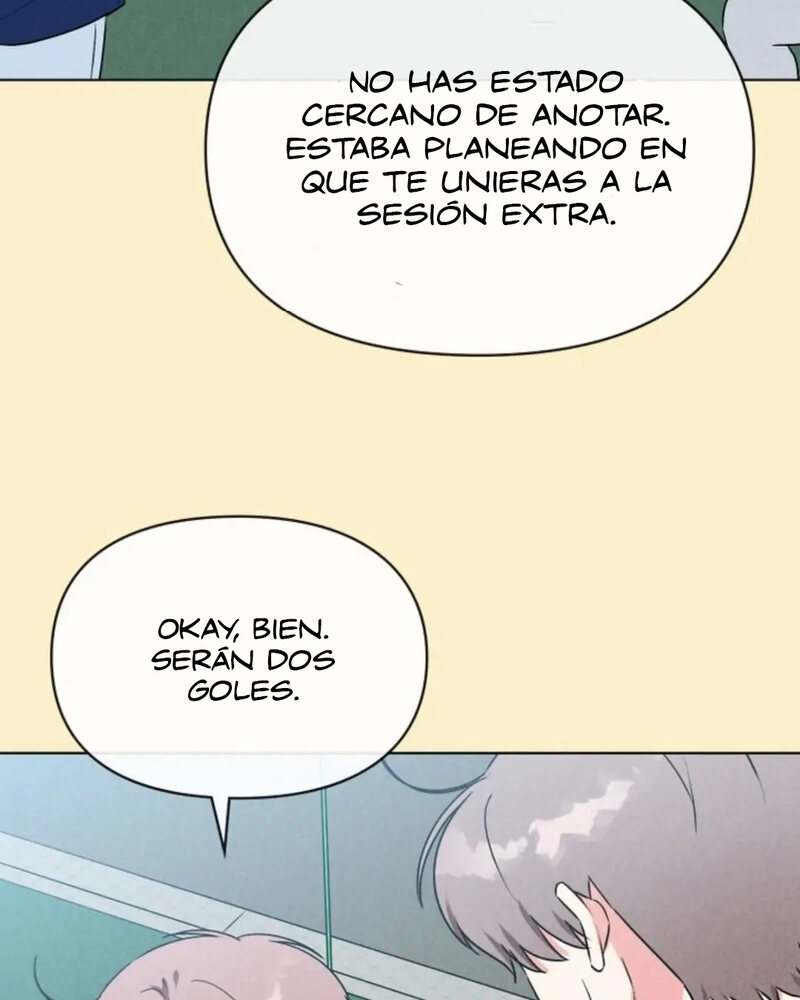 NO HAS ESTADO
CERCANO DE ANOTAR.
ESTABA PLANEANDO EN
QUE TE UNIERAS A LA
SESIÓN EXTRA.
OKAY, BIEN.
SERÁN DOS
GOLES.